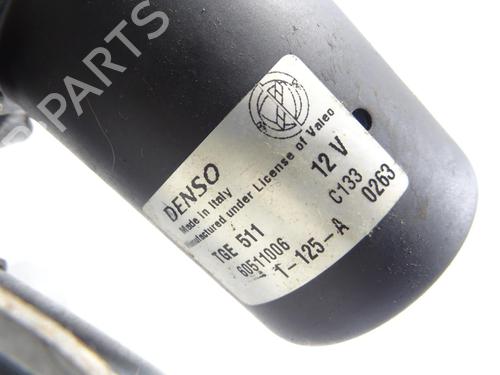 PARTS
DENSO
Made in Italy
Manufactured under License of Valeo
TGE 511 12 V
60511006 C133
T-125-A 0263